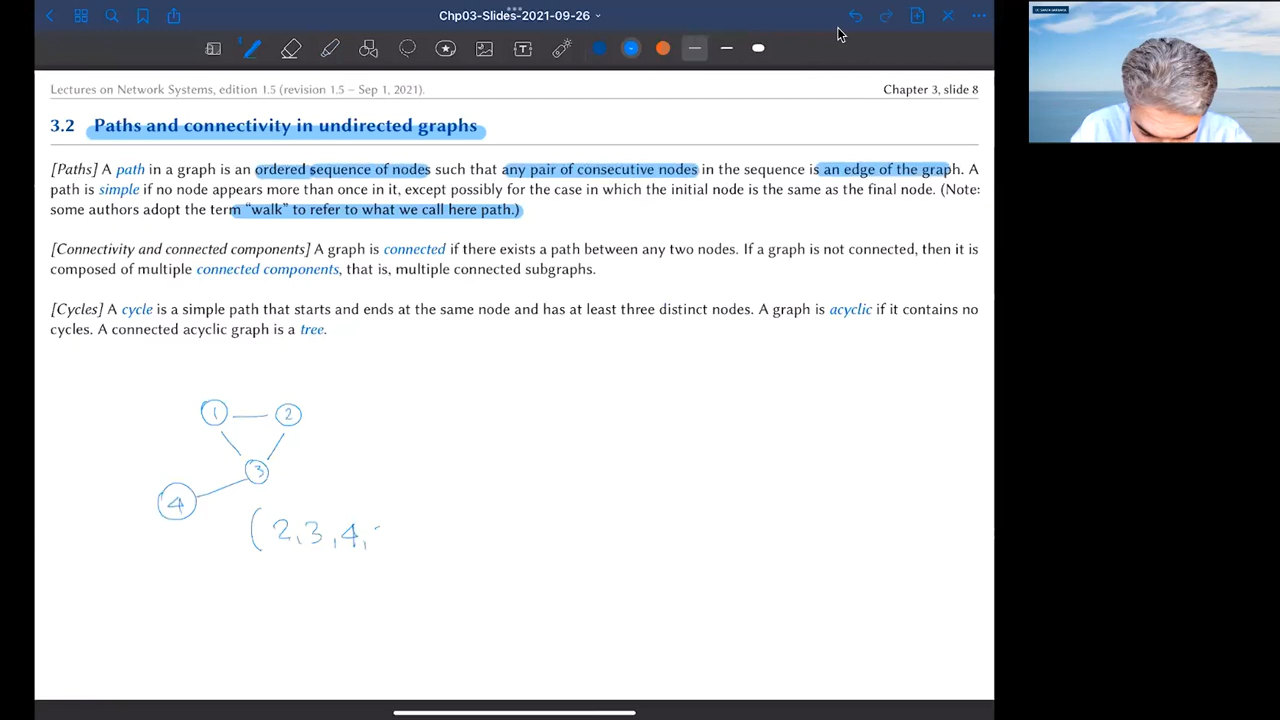 Chp03-Slides-2021-09-26
Lectures on Network Systems, edition 1.5 (revision 1.5 – Sep 1, 2021).
Chapter 3, slide 8
3.2 Paths and connectivity in undirected graphs
[Paths] A path in a graph is an ordered sequence of nodes such that any pair of consecutive nodes in the sequence is an edge of the graph. A
path is simple if no node appears more than once in it, except possibly for the case in which the initial node is the same as the final node. (Note:
some authors adopt the term “walk” to refer to what we call here path.)
[Connectivity and connected components] A graph is connected if there exists a path between any two nodes. If a graph is not connected, then it is
composed of multiple connected components, that is, multiple connected subgraphs.
[Cycles] A cycle is a simple path that starts and ends at the same node and has at least three distinct nodes. A graph is acyclic if it contains no
cycles. A connected acyclic graph is a tree.
1 2
3
4
(2,3,4,